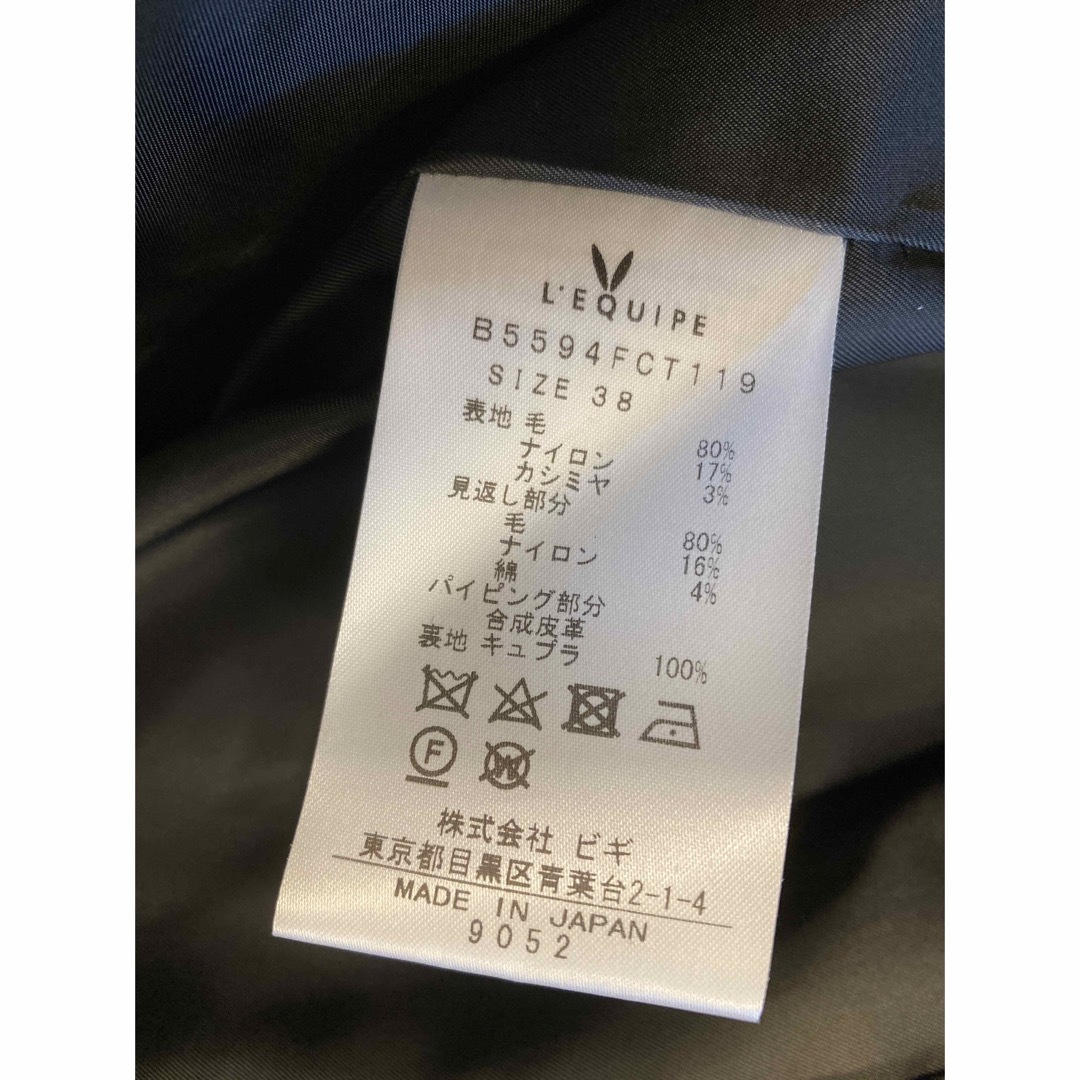 L'EQUIPE
B5594FCT119
SIZE 38
表地 毛 80%
ナイロン 17%
カシミヤ 3%
見返し部分
毛 80%
ナイロン 16%
綿 4%
パイピング部分
合成皮革
裏地 キュプラ 100%
F W
株式会社 ビギ
東京都目黒区青葉台2-1-4
MADE IN JAPAN
9052